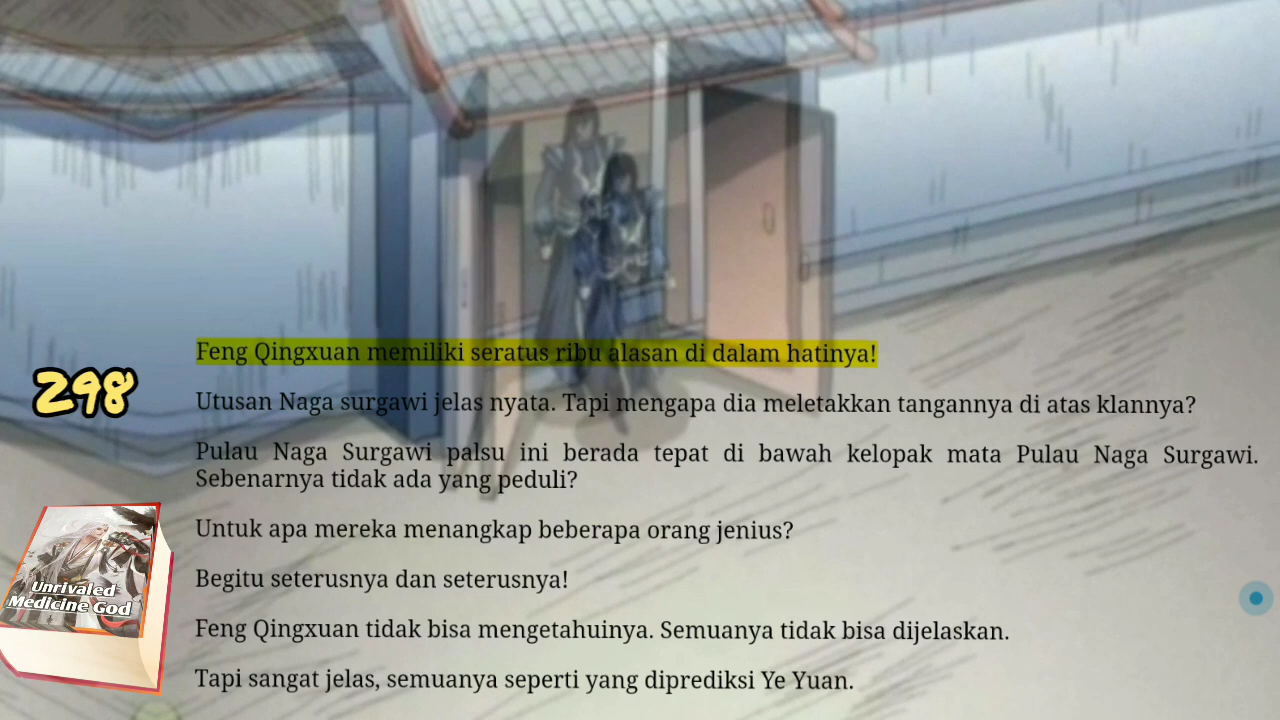 Feng Qingxuan memiliki seratus ribu alasan di dalam hatinya!
298
Utusan Naga surgawi jelas nyata. Tapi mengapa dia meletakkan tangannya di atas klannya?
Pulau Naga Surgawi palsu ini berada tepat di bawah kelopak mata Pulau Naga Surgawi.
Sebenarnya tidak ada yang peduli?
Untuk apa mereka menangkap beberapa orang jenius?
Begitu seterusnya dan seterusnya!
Unrivaled
Medicine God
Feng Qingxuan tidak bisa mengetahuinya. Semuanya tidak bisa dijelaskan.
Tapi sangat jelas, semuanya seperti yang diprediksi Ye Yuan.